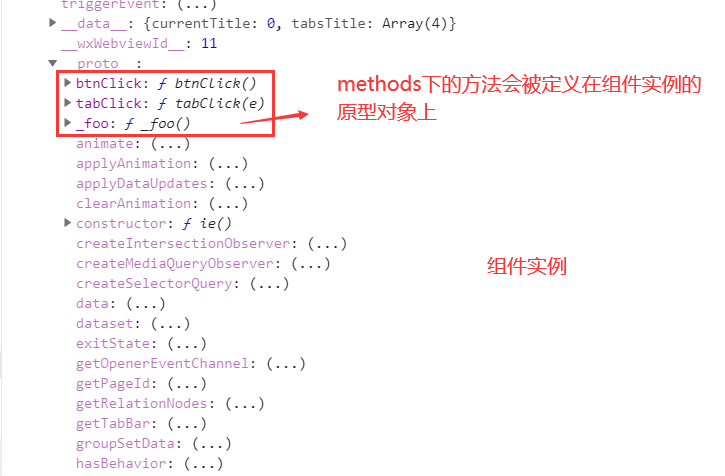 triggerEvent: (...)
__data__: {currentTitle: 0, tabsTitle: Array(4)}
__wxWebviewId__: 11
__proto__:
btnClick: ƒ btnClick()
tabClick: ƒ tabClick(e)
_foo: ƒ _foo()
methods下的方法会被定义在组件实例的
原型对象上
animate: (...)
applyAnimation: (...)
applyDataUpdates: (...)
clearAnimation: (...)
constructor: ƒ ie()
createIntersectionObserver: (...)
createMediaQueryObserver: (...)
组件实例
createSelectorQuery: (...)
data: (...)
dataset: (...)
exitState: (...)
getOpenerEventChannel: (...)
getPageId: (...)
getRelationNodes: (...)
getTabBar: (...)
groupSetData: (...)
hasBehavior: (...)